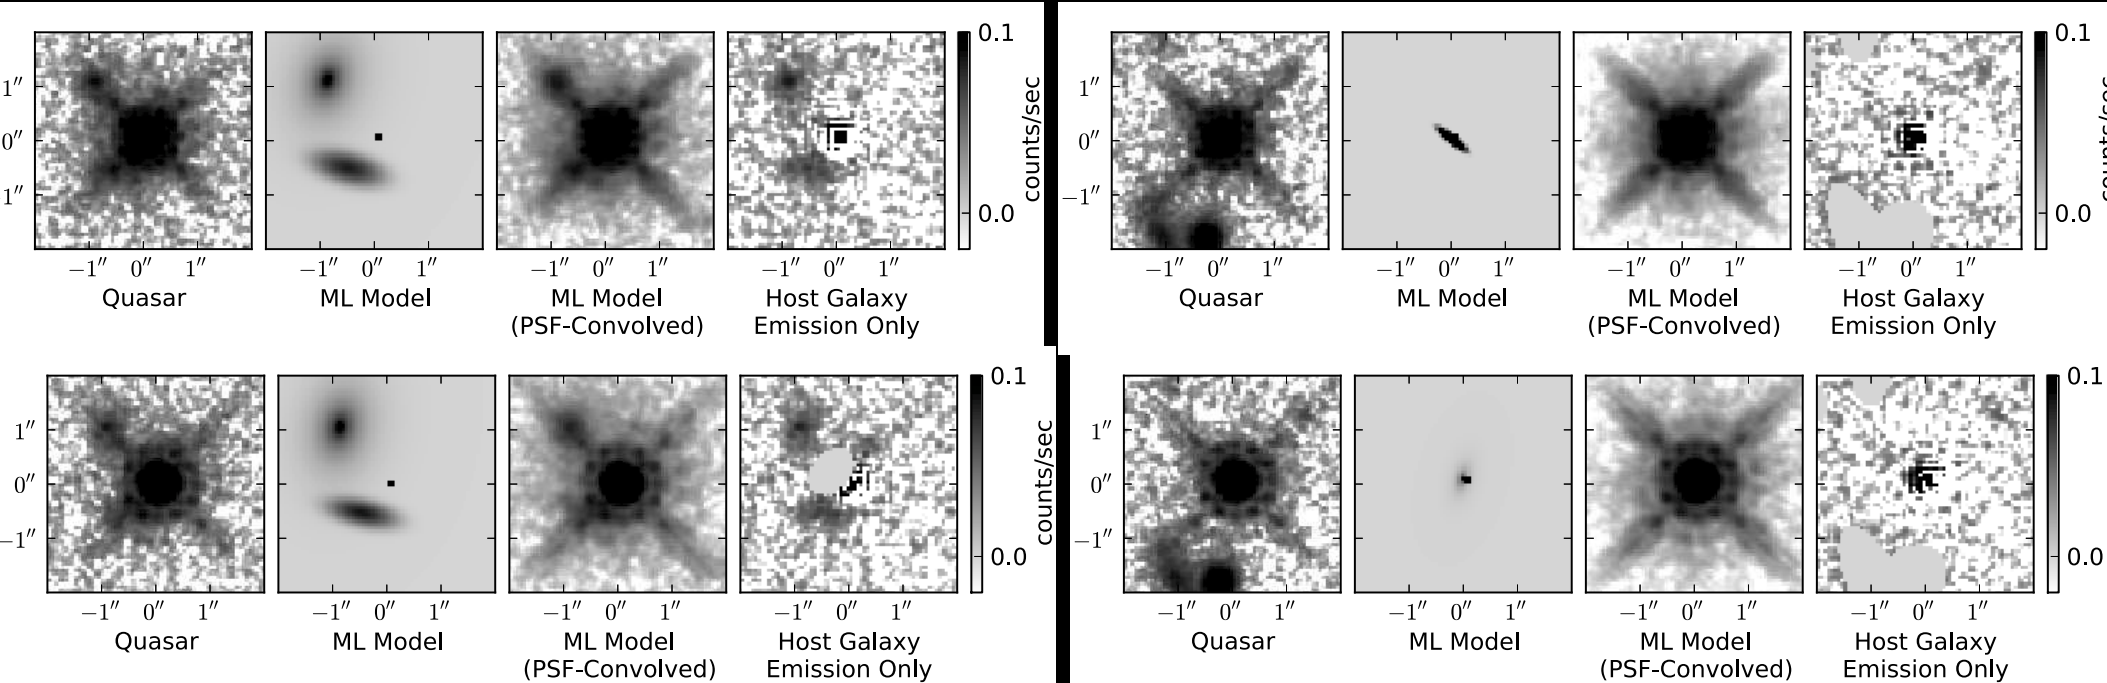 0.1
1″
0″
1″
0.0
counts/sec
−1″ 0″ 1″
−1″ 0″ 1″
−1″ 0″ 1″
−1″ 0″ 1″
Quasar
ML Model
ML Model
(PSF-Convolved)
Host Galaxy
Emission Only
0.1
1″
0″
−1″
0.0
counts/sec
−1″ 0″ 1″
−1″ 0″ 1″
−1″ 0″ 1″
−1″ 0″ 1″
Quasar
ML Model
ML Model
(PSF-Convolved)
Host Galaxy
Emission Only
0.1
1″
0″
−1″
0.0
counts/sec
−1″ 0″ 1″
−1″ 0″ 1″
−1″ 0″ 1″
−1″ 0″ 1″
Quasar
ML Model
ML Model
(PSF-Convolved)
Host Galaxy
Emission Only
0.1
1″
0″
−1″
0.0
−1″ 0″ 1″
−1″ 0″ 1″
−1″ 0″ 1″
−1″ 0″ 1″
Quasar
ML Model
ML Model
(PSF-Convolved)
Host Galaxy
Emission Only